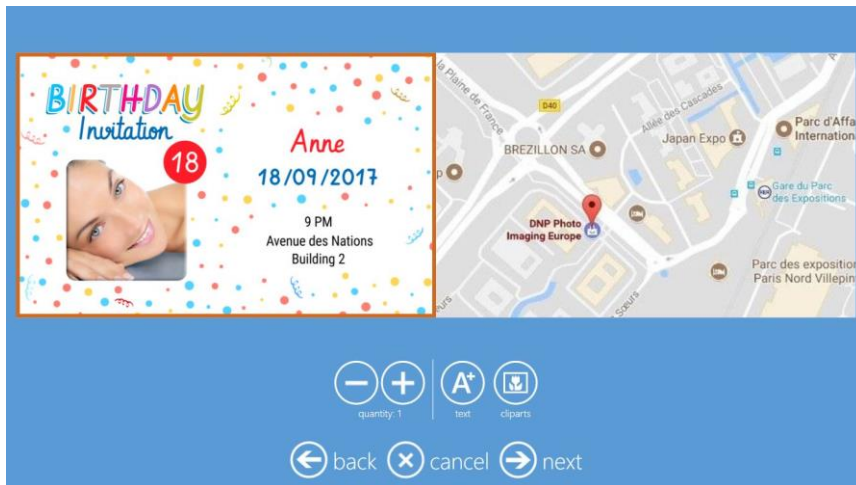 BIRTHDAY
Invitation
18
Anne
18/09/2017
9 PM
Avenue des Nations
Building 2
la Plaine de France
D40
Allée des Cascades
BREZILLON SA
Japan Expo
Parc d'Affa
International
Gare du Parc
des Expositions
DNP Photo
Imaging Europe
Parc des exposition
Paris Nord Villepin
quantity: 1
A+
text
cliparts
back
cancel
next